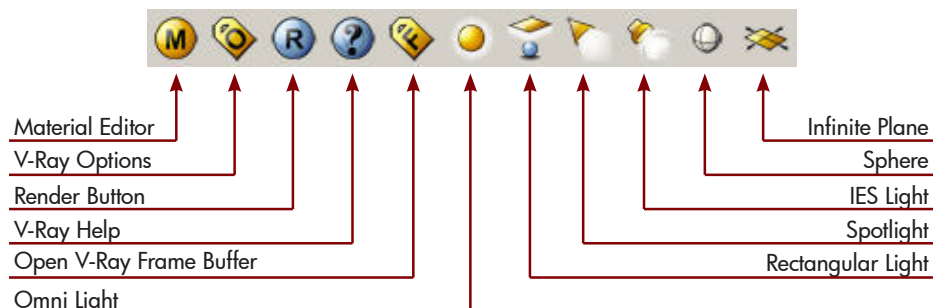 M O R ? F
Material Editor
V-Ray Options
Render Button
V-Ray Help
Open V-Ray Frame Buffer
Omni Light
Infinite Plane
Sphere
IES Light
Spotlight
Rectangular Light